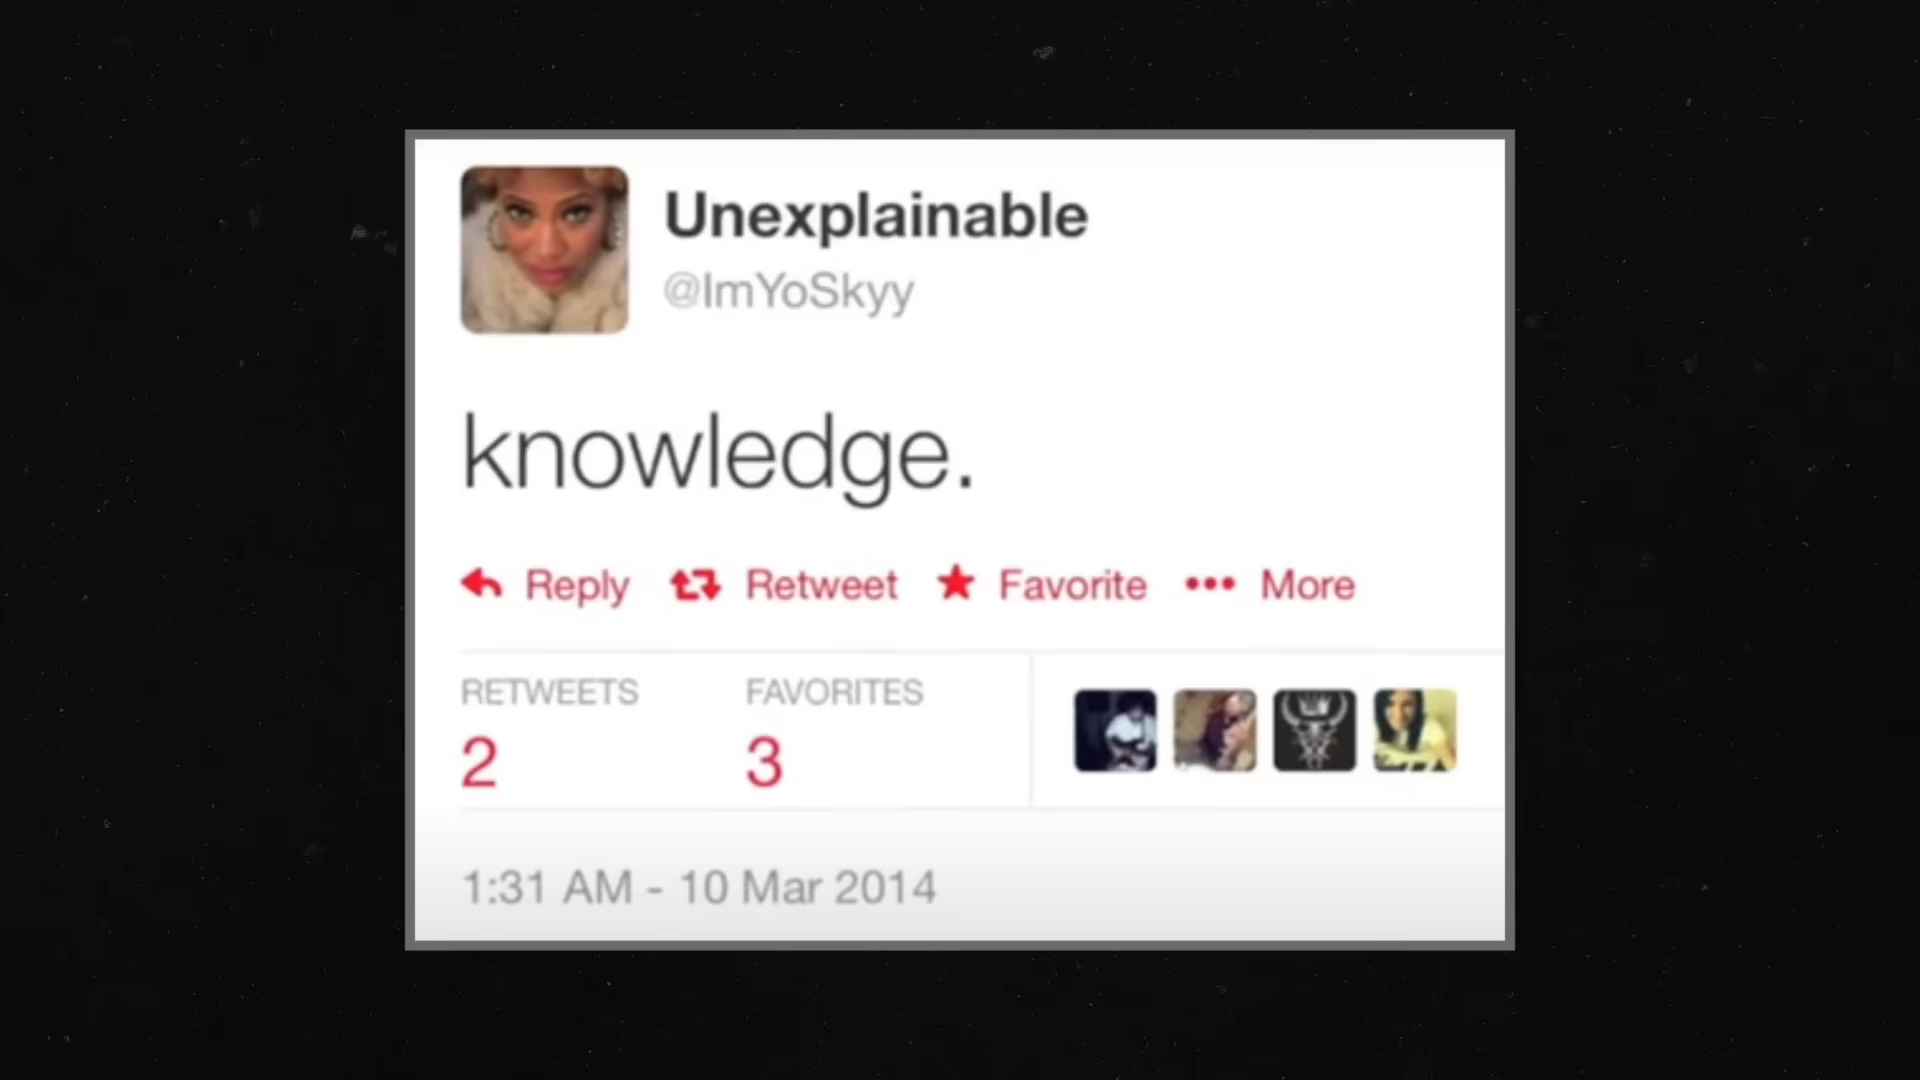 Unexplainable
@ImYoSkyy
knowledge.
Reply Retweet Favorite More
RETWEETS FAVORITES
2 3
1:31 AM - 10 Mar 2014